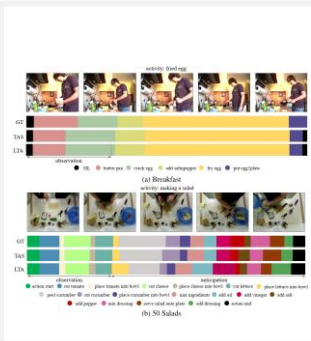 activity: fried egg
GT
TAS
LTA
observation
SIL butter pan crack egg add saltnpepper fry egg put egg2plate
(a) Breakfast
activity: making a salad
GT
TAS
LTA
observation anticipation
action start cut tomato place tomato into bowl cut cheese place cheese into bowl cut lettuce place lettuce into bowl
peel cucumber cut cucumber place cucumber into bowl mix ingredients add oil add vinegar add salt
add pepper mix dressing serve salad onto plate add dressing action end
(b) 50 Salads